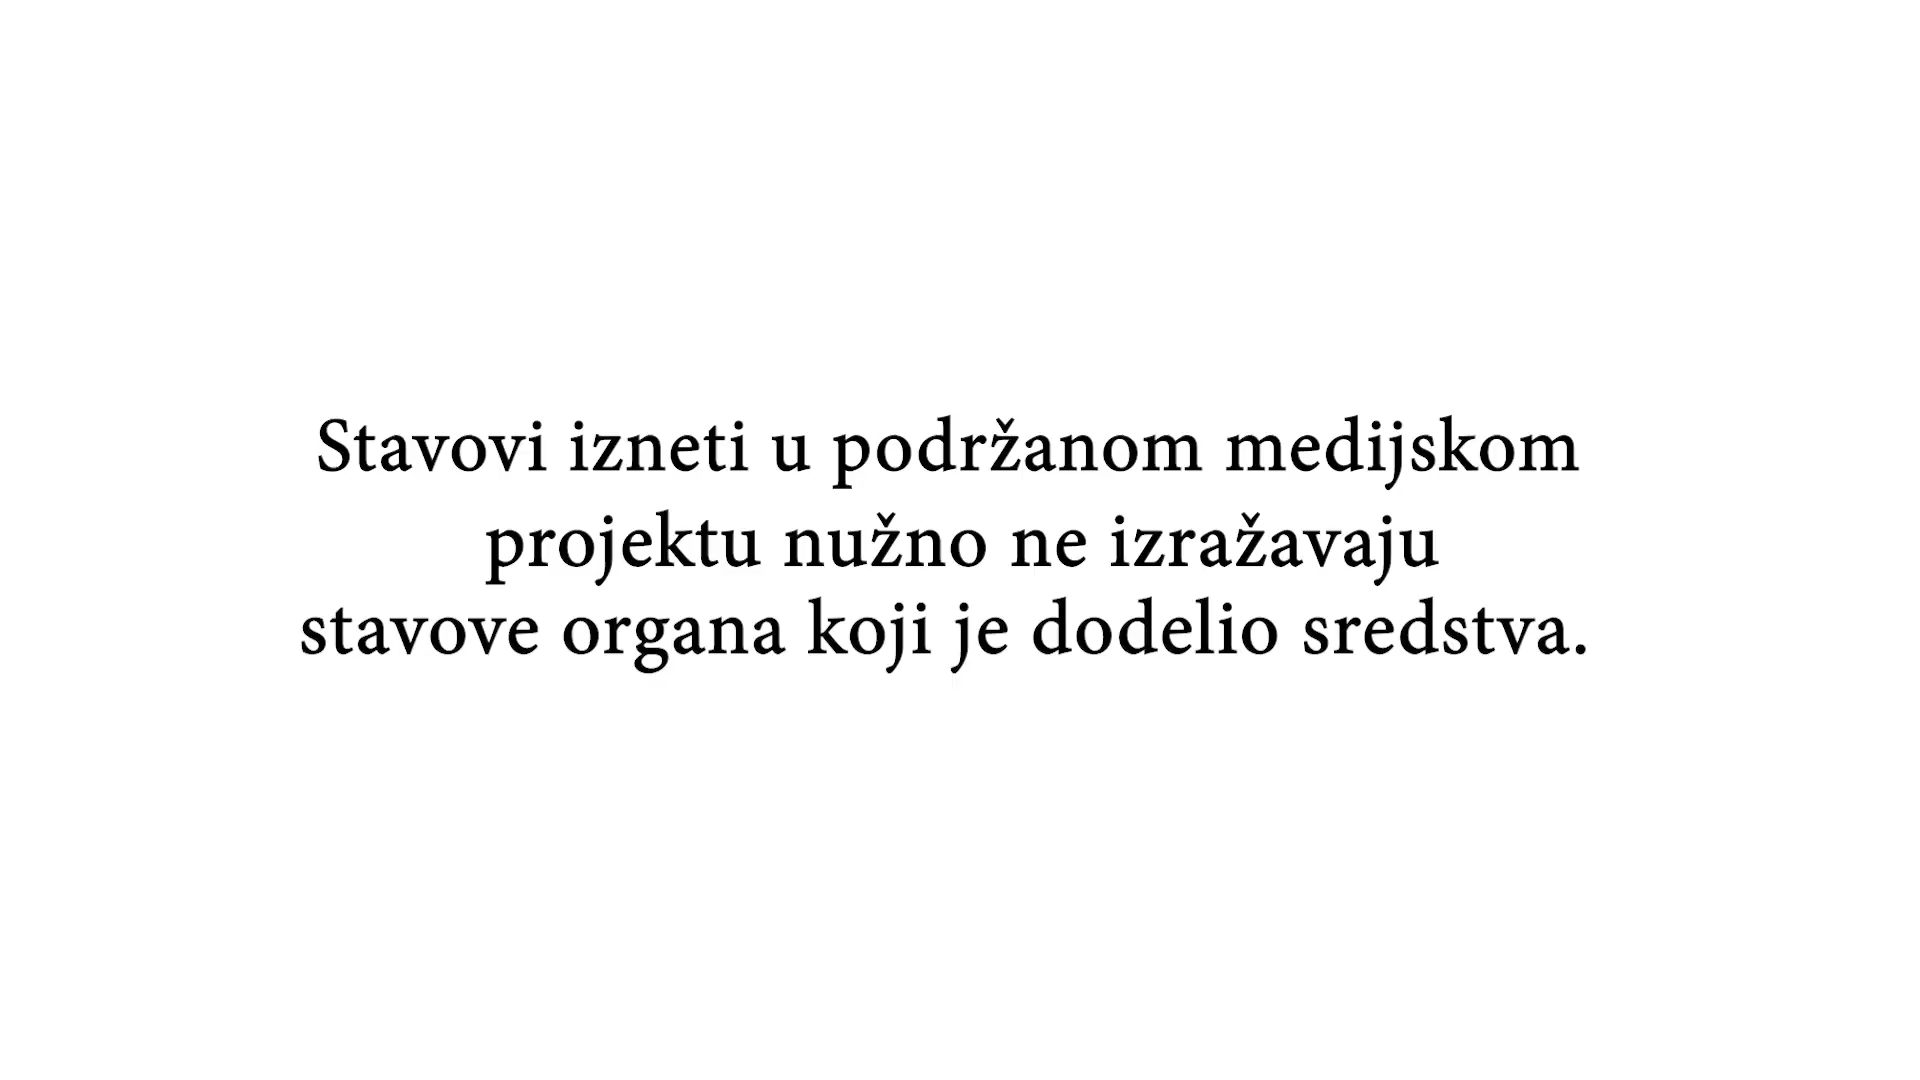 Stavovi izneti u podržanom medijskom
projektu nužno ne izražavaju
stavove organa koji je dodelio sredstva.